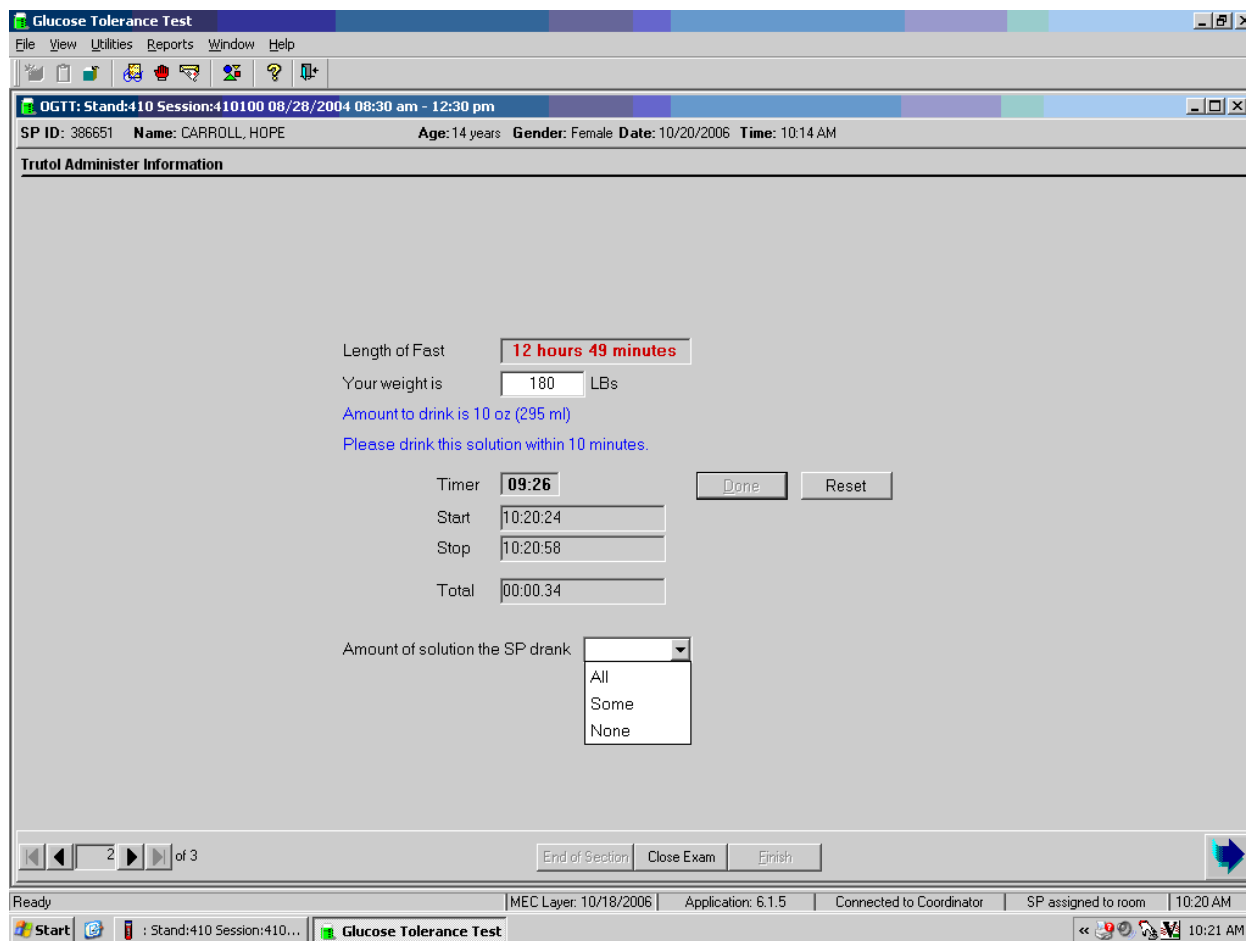 Glucose Tolerance Test
File View Utilities Reports Window Help
OGTT: Stand:410 Session:410100 08/28/2004 08:30 am - 12:30 pm
SP ID: 386651 Name: CARROLL, HOPE Age: 14 years Gender: Female Date: 10/20/2006 Time: 10:14 AM
Trutol Administer Information
Length of Fast 12 hours 49 minutes
Your weight is 180 LBs
Amount to drink is 10 oz (295 ml)
Please drink this solution within 10 minutes.
Timer 09:26 Done Reset
Start 10:20:24
Stop 10:20:58
Total 00:00.34
Amount of solution the SP drank
All
Some
None
2 of 3 End of Section Close Exam Finish
Ready MEC Layer: 10/18/2006 Application: 6.1.5 Connected to Coordinator SP assigned to room 10:20 AM
Start : Stand:410 Session:410... Glucose Tolerance Test « 10:21 AM